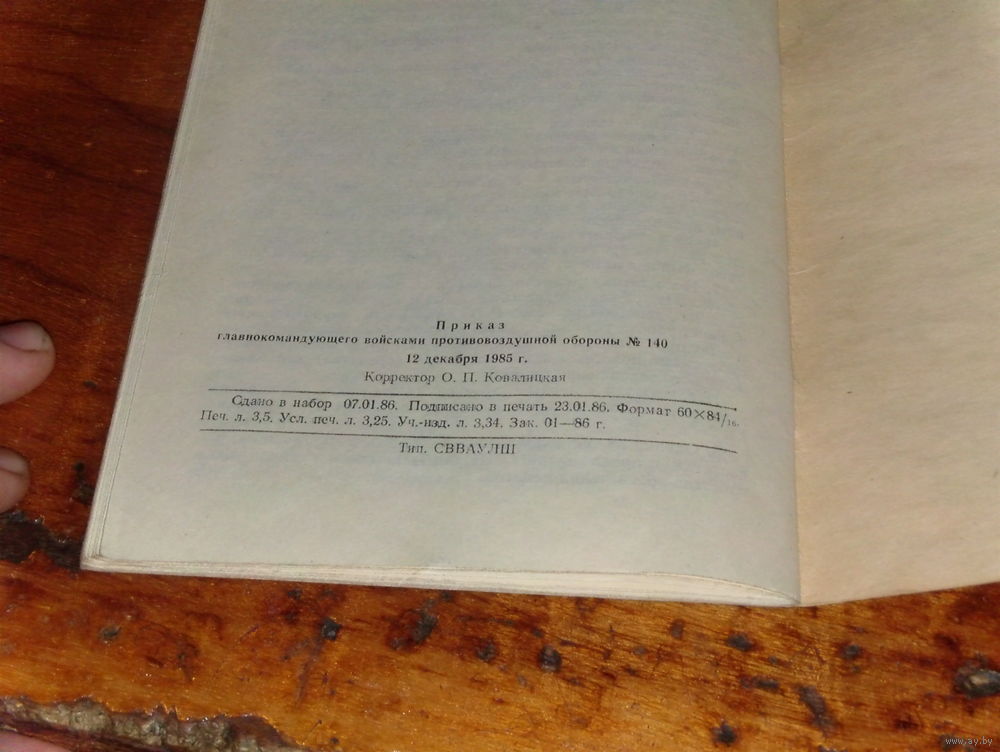 Приказ
главнокомандующего войсками противовоздушной обороны № 140
12 декабря 1985 г.
Корректор О. П. Ковалицкая
Сдано в набор 07.01.86. Подписано в печать 23.01.86. Формат 60×84/16.
Печ. л. 3,5. Усл. печ. л. 3,25. Уч.-изд. л. 3,34. Зак. 01—86 г.
Тип. СВВАУЛШ
www.ay.by